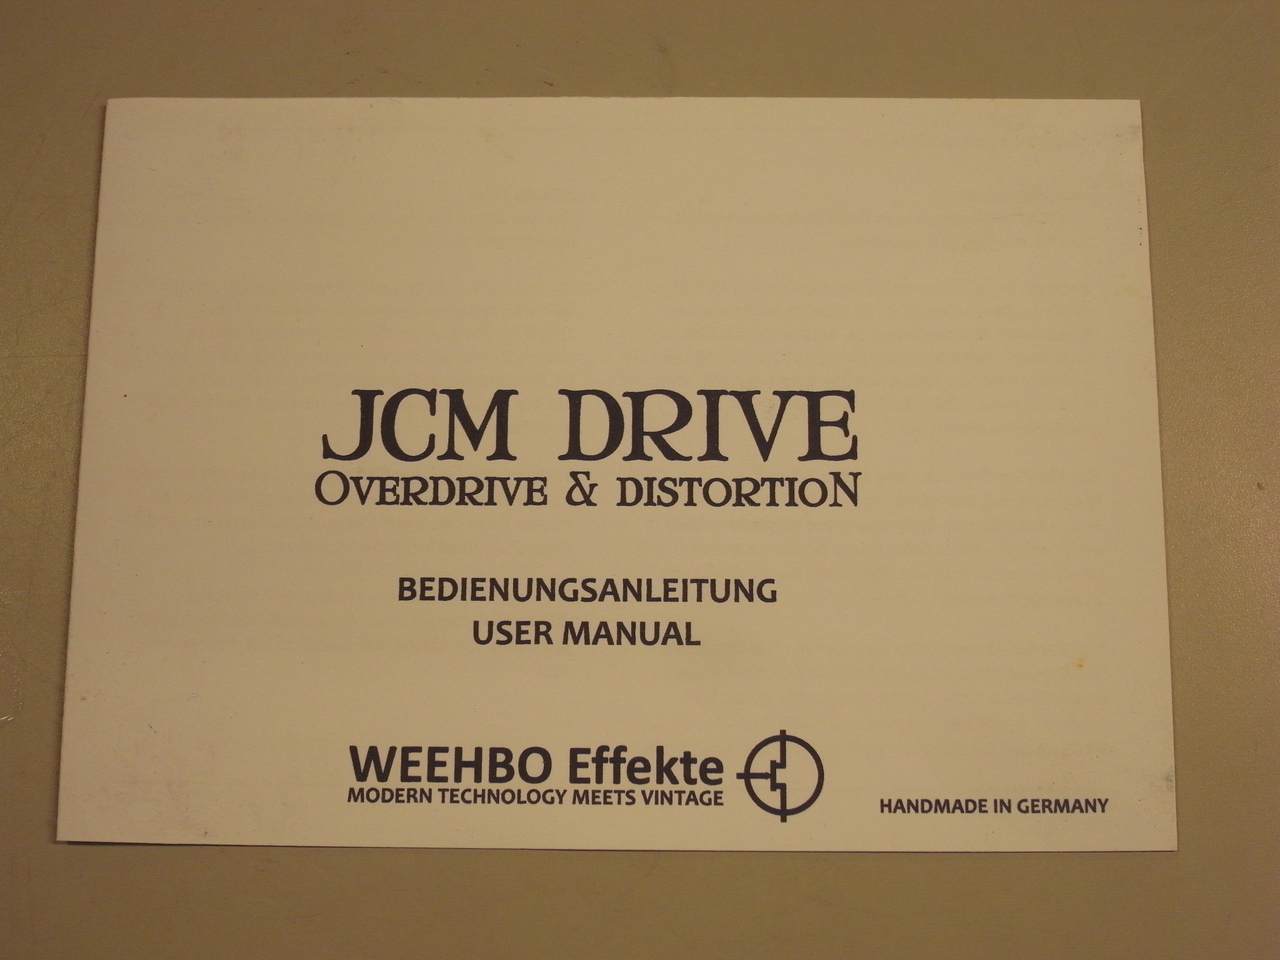 JCM DRIVE
OVERDRIVE & DISTORTION
BEDIENUNGSANLEITUNG
USER MANUAL
WEEHBO Effekte
MODERN TECHNOLOGY MEETS VINTAGE
HANDMADE IN GERMANY